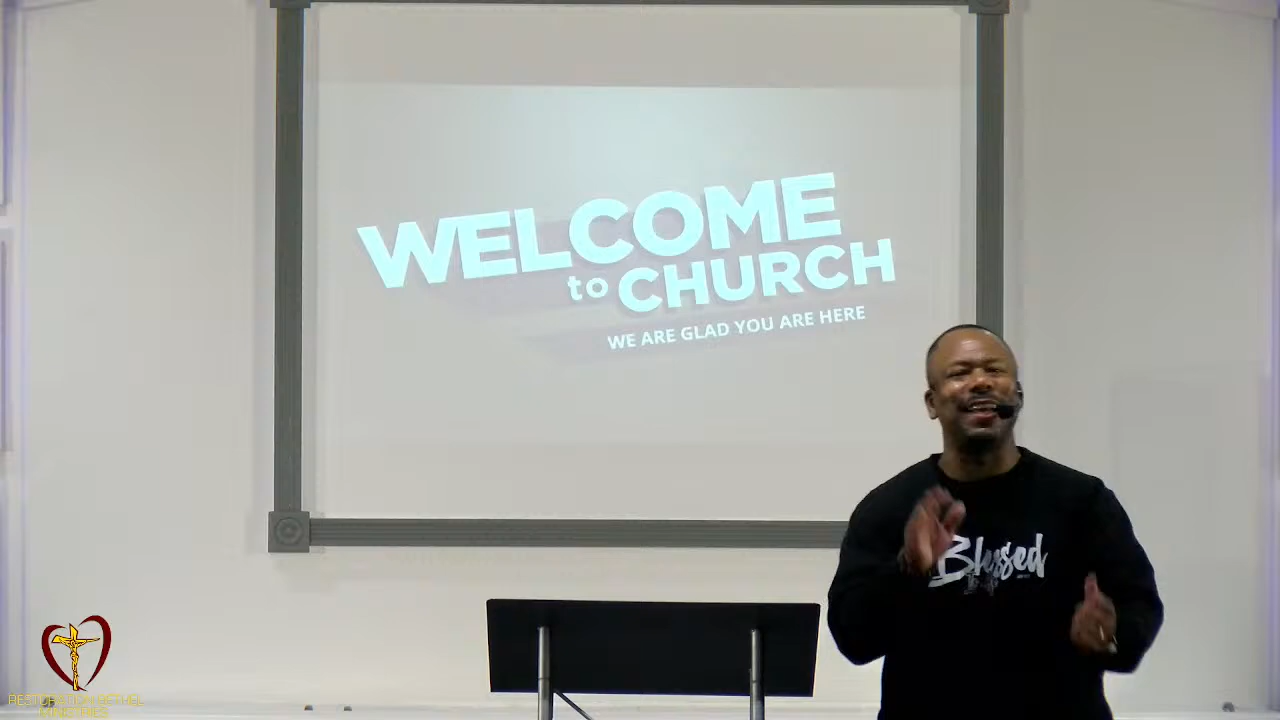 WELCOME
to CHURCH
WE ARE GLAD YOU ARE HERE
Blessed
RESTORATION BETHEL
MINISTRIES